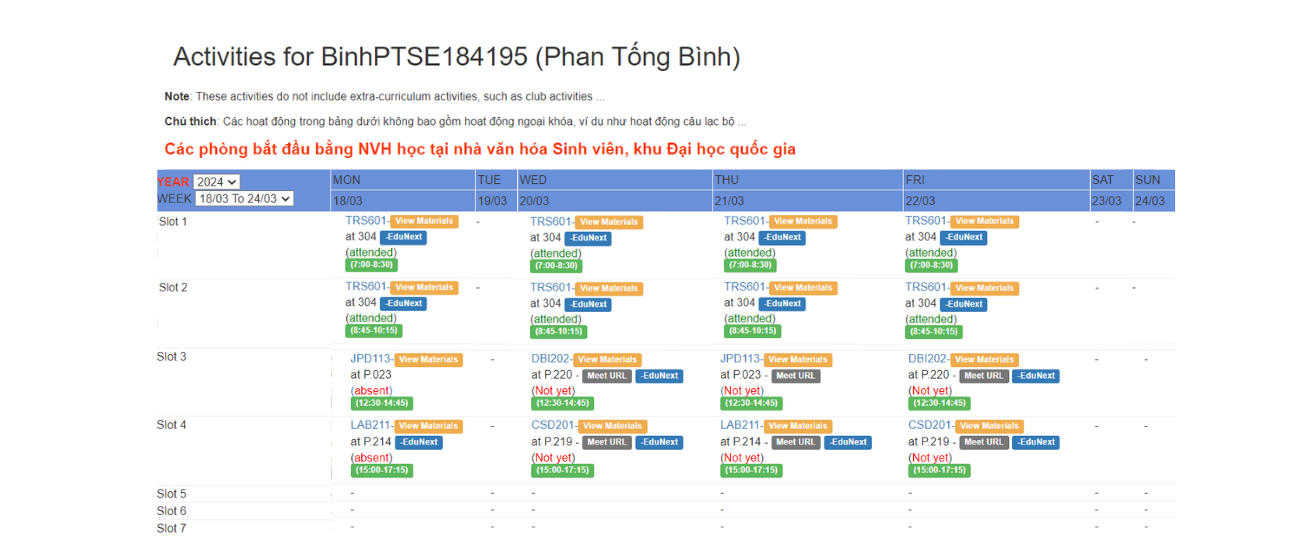 Activities for BinhPTSE184195 (Phan Tống Bình)
Note: These activities do not include extra-curriculum activities, such as club activities ...
Chú thích: Các hoạt động trong bảng dưới không bao gồm hoạt động ngoại khóa, ví dụ như hoạt động câu lạc bộ ...
Các phòng bắt đầu bằng NVH học tại nhà văn hóa Sinh viên, khu Đại học quốc gia
YEAR 2024 MON TUE WED THU FRI SAT SUN
WEEK 18/03 To 24/03 18/03 19/03 20/03 21/03 22/03 23/03 24/03
Slot 1 TRS601-View Materials - TRS601-View Materials TRS601-View Materials TRS601-View Materials - -
at 304 -EduNext at 304 -EduNext at 304 -EduNext at 304 -EduNext
(attended) (attended) (attended) (attended)
(7:00-8:30) (7:00-8:30) (7:00-8:30) (7:00-8:30)
Slot 2 TRS601-View Materials - TRS601-View Materials TRS601-View Materials TRS601-View Materials - -
at 304 -EduNext at 304 -EduNext at 304 -EduNext at 304 -EduNext
(attended) (attended) (attended) (attended)
(8:45-10:15) (8:45-10:15) (8:45-10:15) (8:45-10:15)
Slot 3 JPD113-View Materials - DBI202-View Materials JPD113-View Materials DBI202-View Materials - -
at P.023 at P.220 - Meet URL -EduNext at P.023 - Meet URL at P.220 - Meet URL -EduNext
(absent) (Not yet) (Not yet) (Not yet)
(12:30-14:45) (12:30-14:45) (12:30-14:45) (12:30-14:45)
Slot 4 LAB211-View Materials - CSD201-View Materials LAB211-View Materials CSD201-View Materials - -
at P.214 -EduNext at P.219 - Meet URL -EduNext at P.214 - Meet URL -EduNext at P.219 - Meet URL -EduNext
(absent) (Not yet) (Not yet) (Not yet)
(15:00-17:15) (15:00-17:15) (15:00-17:15) (15:00-17:15)
Slot 5 - - - - - - -
Slot 6 - - - - - - -
Slot 7 - - - - - - -